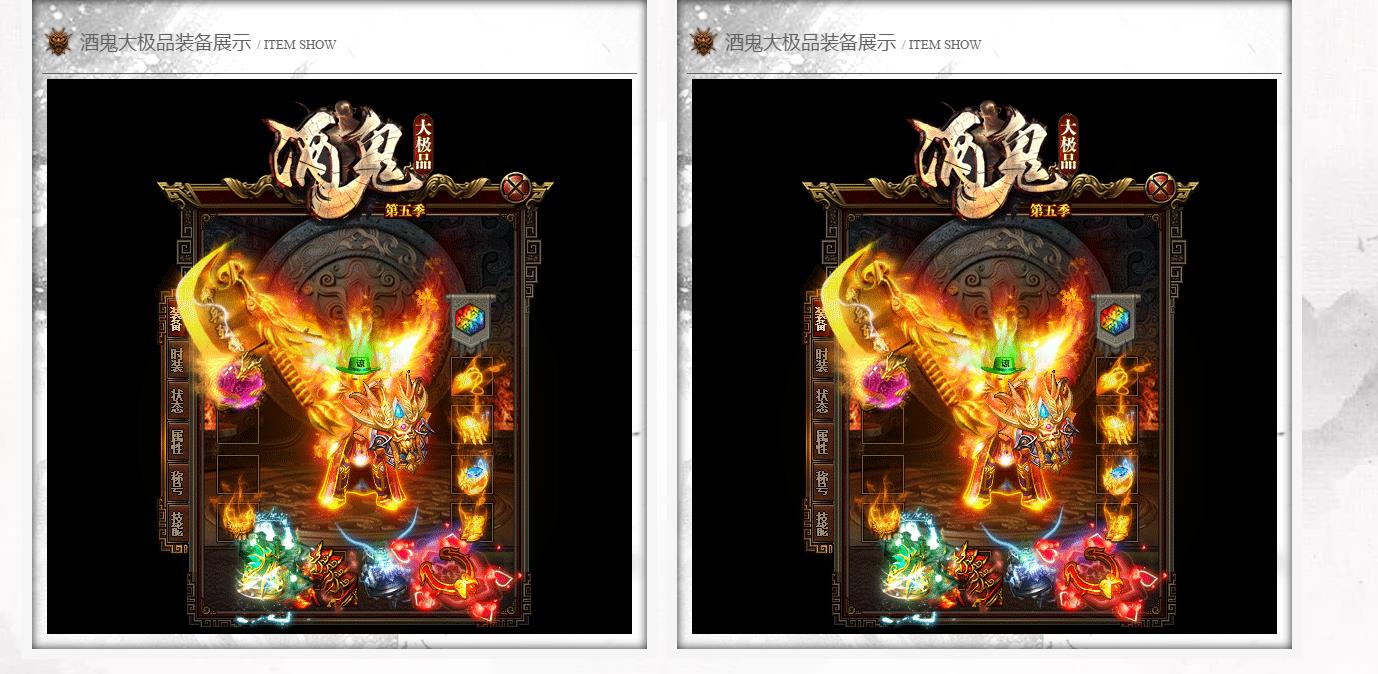 酒鬼大极品装备展示 / ITEM SHOW
酒鬼
大极品
第五季
装备
时装
状态
属性
称号
技能
酒鬼大极品装备展示 / ITEM SHOW
酒鬼
大极品
第五季
装备
时装
状态
属性
称号
技能